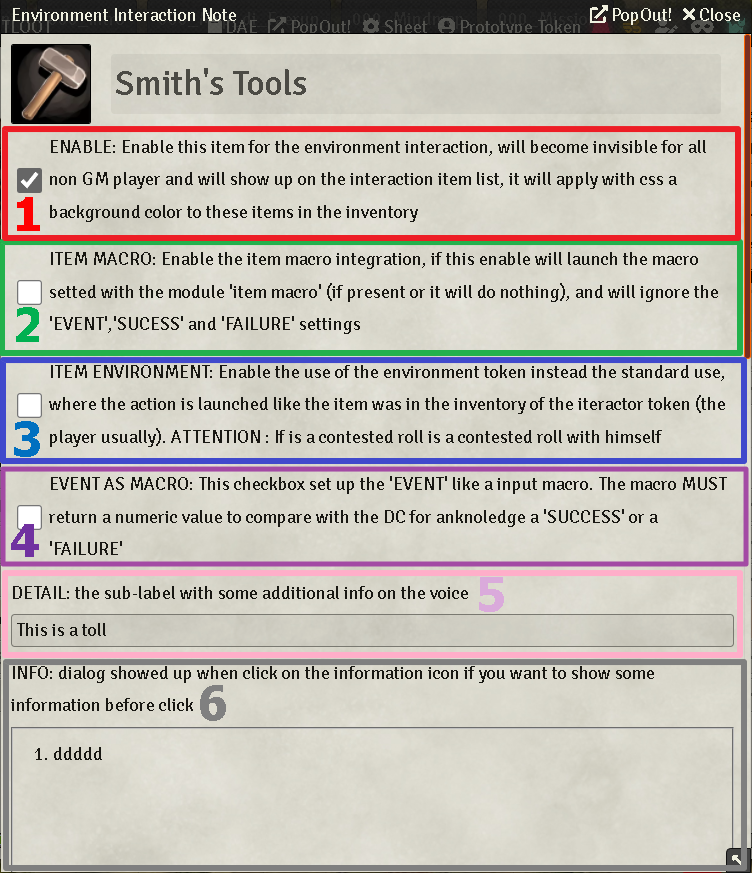 Environment Interaction Note
PopOut! Close
TLOOT DAE PopOut! Sheet Prototype Token
Smith's Tools
ENABLE: Enable this item for the environment interaction, will become invisible for all
non GM player and will show up on the interaction item list, it will apply with css a
background color to these items in the inventory
1
ITEM MACRO: Enable the item macro integration, if this enable will launch the macro
setted with the module 'item macro' (if present or it will do nothing), and will ignore the
'EVENT','SUCESS' and 'FAILURE' settings
2
ITEM ENVIRONMENT: Enable the use of the environment token instead the standard use,
where the action is launched like the item was in the inventory of the iteractor token (the
player usually). ATTENTION : If is a contested roll is a contested roll with himself
3
EVENT AS MACRO: This checkbox set up the 'EVENT' like a input macro. The macro MUST
return a numeric value to compare with the DC for anknoledge a 'SUCCESS' or a
'FAILURE'
4
DETAIL: the sub-label with some additional info on the voice 5
This is a toll
INFO: dialog showed up when click on the information icon if you want to show some
information before click 6
1. ddddd